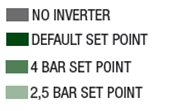 NO INVERTER
DEFAULT SET POINT
4 BAR SET POINT
2,5 BAR SET POINT